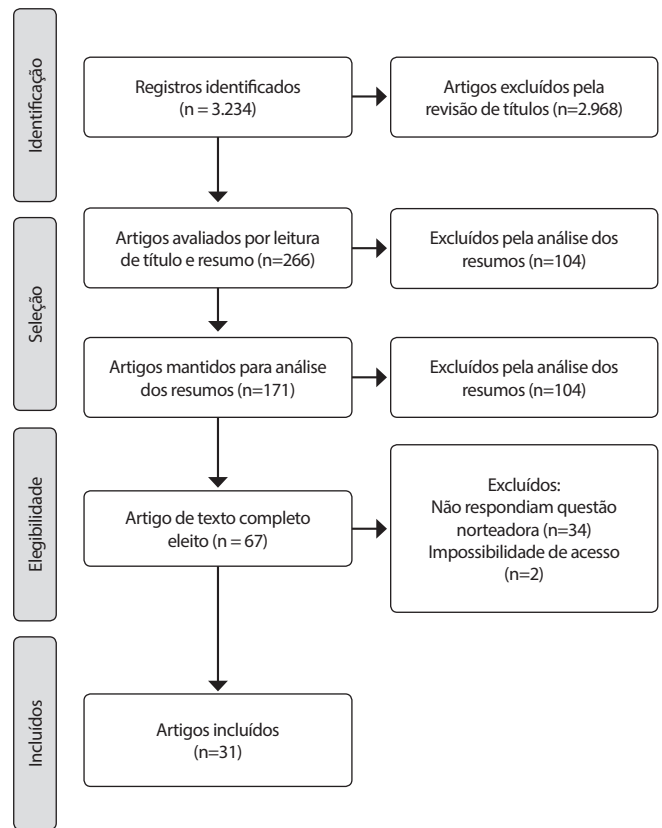 Identificação
Registros identificados
(n = 3.234)
Artigos excluídos pela
revisão de títulos (n=2.968)
Seleção
Artigos avaliados por leitura
de título e resumo (n=266)
Excluídos pela análise dos
resumos (n=104)
Artigos mantidos para análise
dos resumos (n=171)
Excluídos pela análise dos
resumos (n=104)
Elegibilidade
Artigo de texto completo
eleito (n = 67)
Excluídos:
Não respondiam questão
norteadora (n=34)
Impossibilidade de acesso
(n=2)
Incluídos
Artigos incluídos
(n=31)